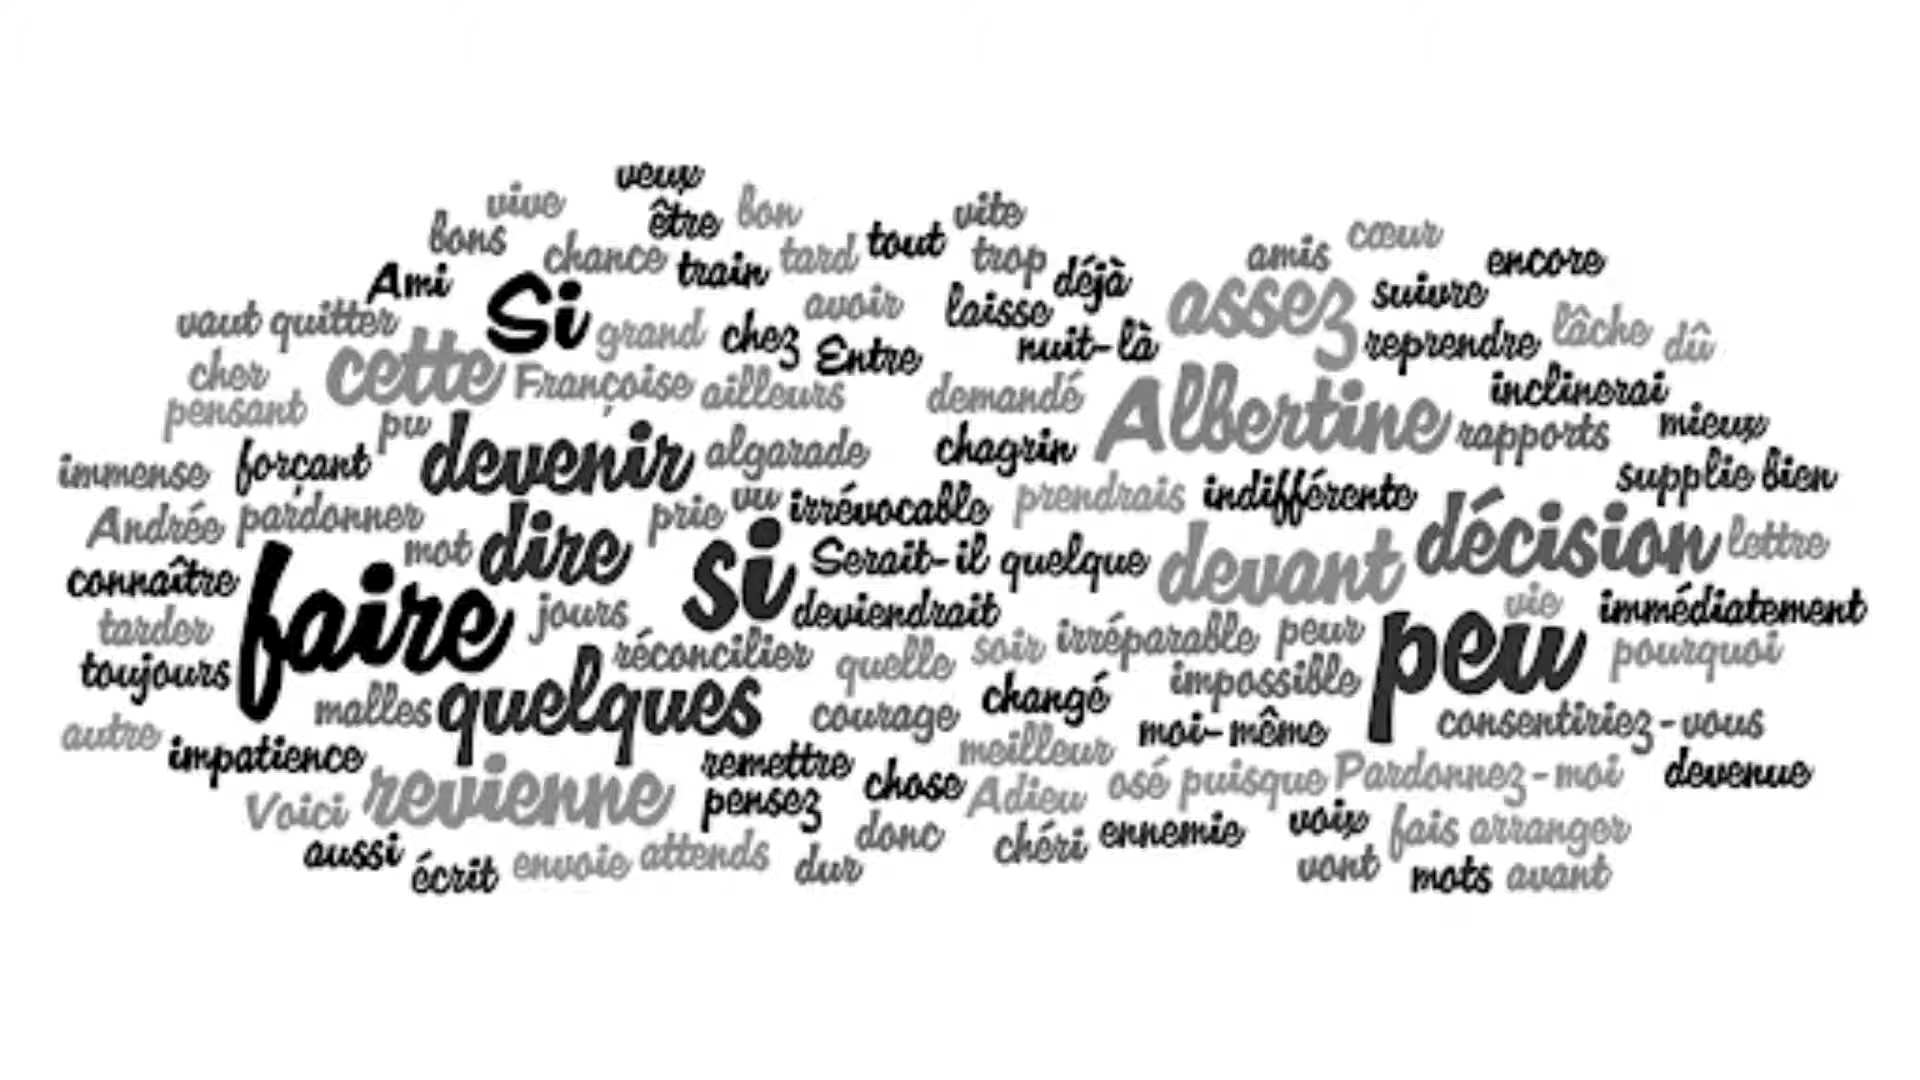 veux
vive être bon vite
bons chance train tard tout trop amis cœur encore
Ami Si avoir laisse déjà assez suivre
vaut quitter grand chez Entre nuit-là reprendre lâche dû
cher cette Françoise ailleurs demandé Albertine inclinerai
pensant pu devenir algarade chagrin rapports mieux
immense forçant prie vu irrévocable prendrais indifférente supplie bien
Andrée pardonner mot dire si Serait-il quelque devant décision lettre
connaître faire jours deviendrait vie immédiatement
tarder réconcilier quelle soir irréparable peur peu pourquoi
toujours malles quelques courage changé impossible
autre impatience remettre meilleur moi-même consentiriez-vous
Voici revienne pensez chose Adieu osé puisque Pardonnez-moi devenue
aussi donc chéri ennemie voix fais arranger
écrit envoie attends dur vont mots avant